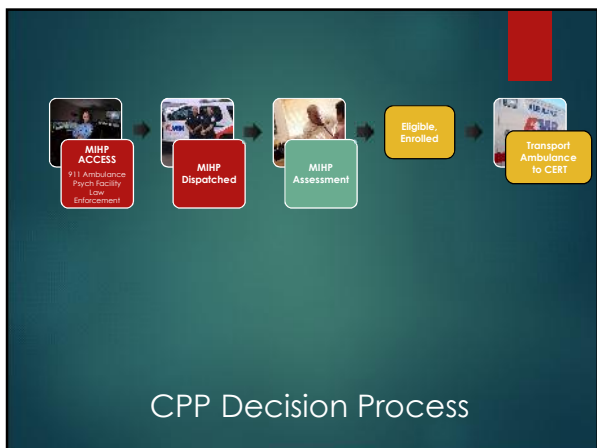 MIHP
ACCESS
911 Ambulance
Psych Facility
Law
Enforcement
MIHP
Dispatched
MIHP
Assessment
Eligible,
Enrolled
Transport
Ambulance
to CERT
CPP Decision Process